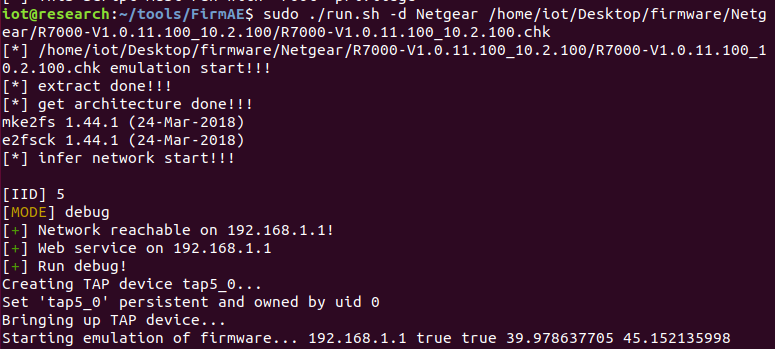 iot@research:~/tools/FirmAE$ sudo ./run.sh -d Netgear /home/iot/Desktop/firmware/Netg
ear/R7000-V1.0.11.100_10.2.100/R7000-V1.0.11.100_10.2.100.chk
[*] /home/iot/Desktop/firmware/Netgear/R7000-V1.0.11.100_10.2.100/R7000-V1.0.11.100_1
0.2.100.chk emulation start!!!
[*] extract done!!!
[*] get architecture done!!!
mke2fs 1.44.1 (24-Mar-2018)
e2fsck 1.44.1 (24-Mar-2018)
[*] infer network start!!!
[IID] 5
[MODE] debug
[+] Network reachable on 192.168.1.1!
[+] Web service on 192.168.1.1
[+] Run debug!
Creating TAP device tap5_0...
Set 'tap5_0' persistent and owned by uid 0
Bringing up TAP device...
Starting emulation of firmware... 192.168.1.1 true true 39.978637705 45.152135998